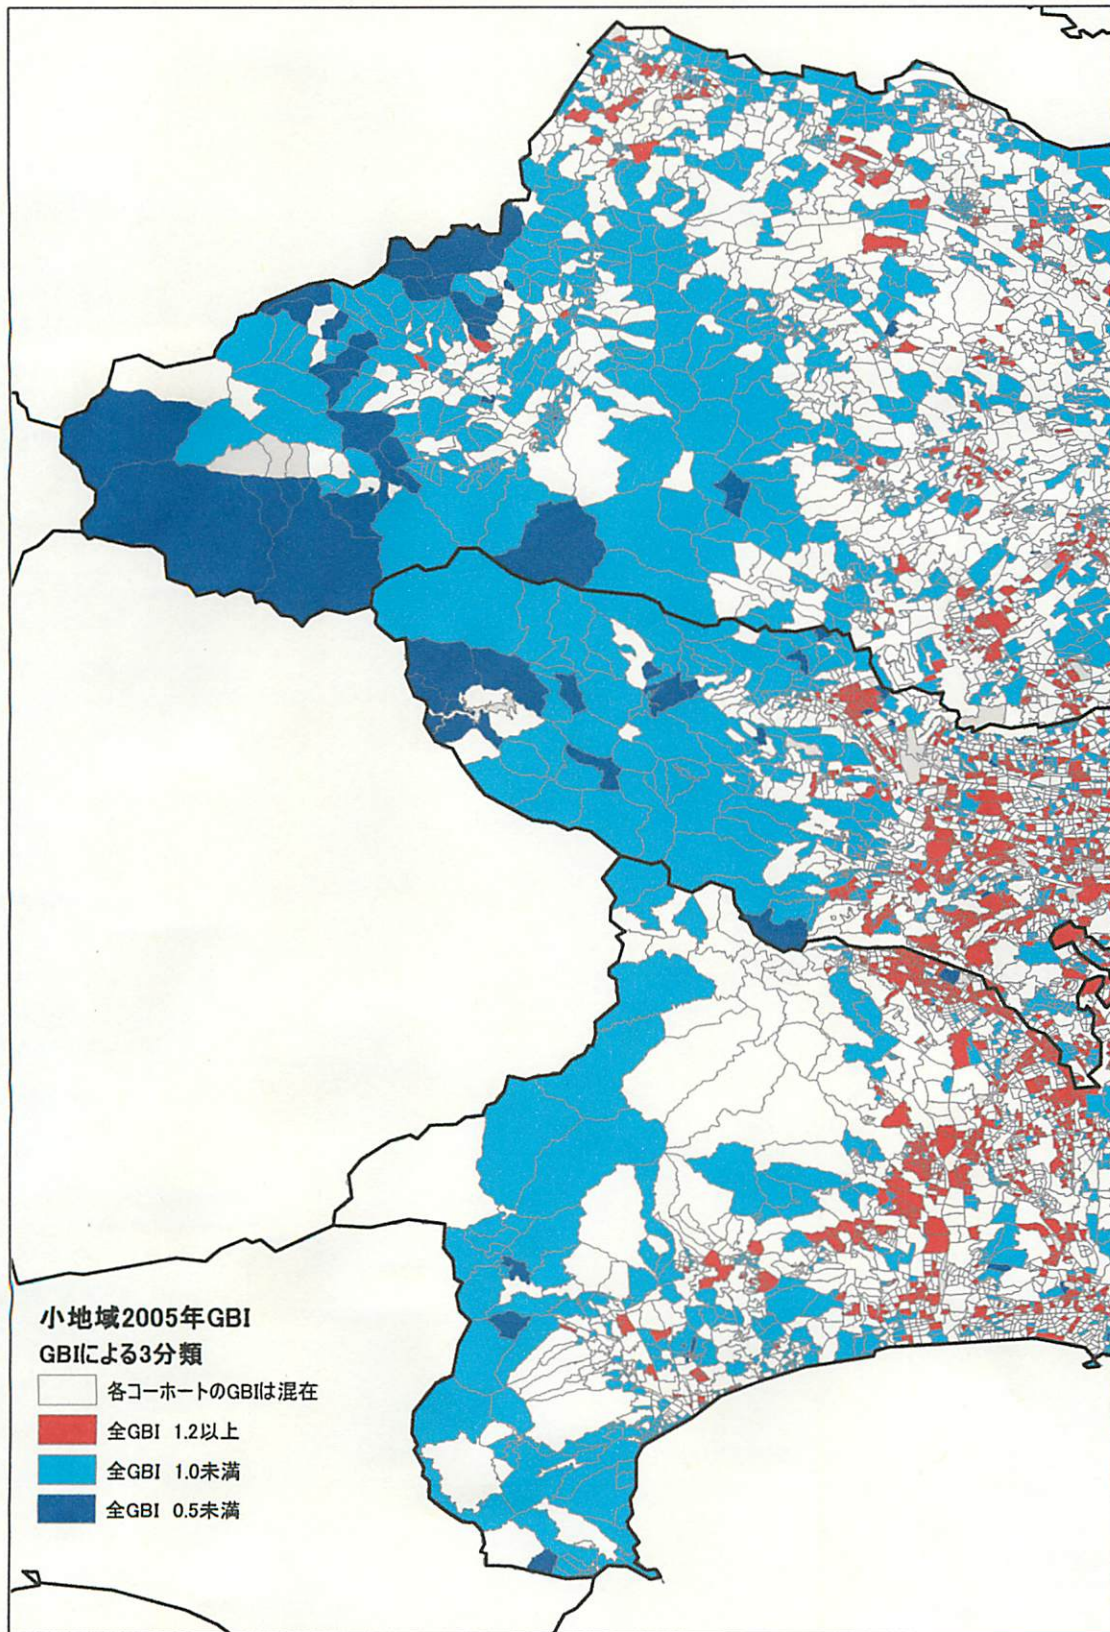 小地域2005年GBI
GBIによる3分類
各コーホートのGBIは混在
全GBI 1.2以上
全GBI 1.0未満
全GBI 0.5未満